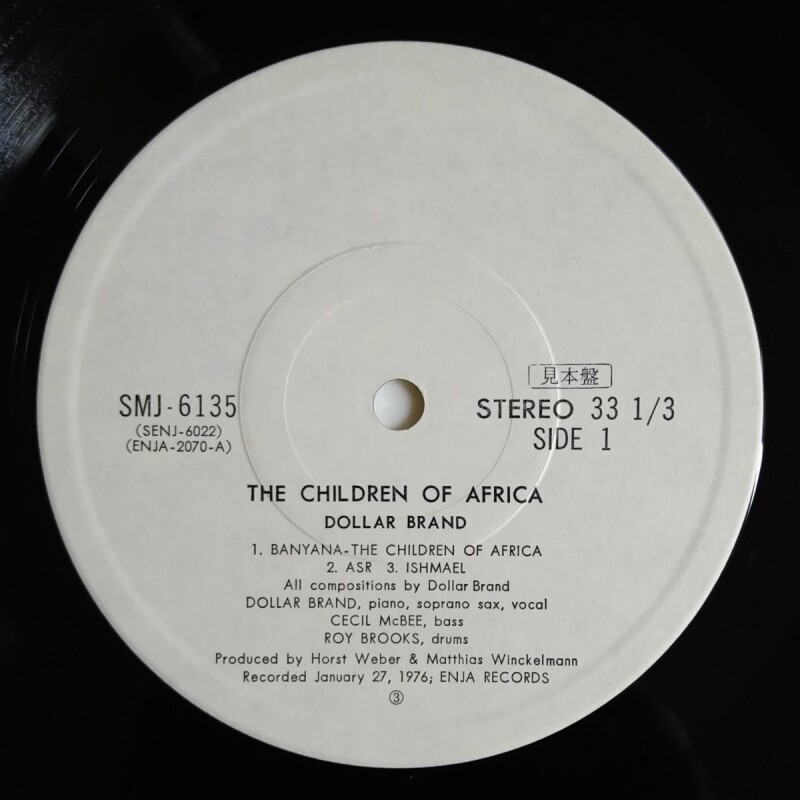 見本盤
SMJ-6135
STEREO 33 1/3
(SENJ-6022)
SIDE 1
(ENJA-2070-A)
THE CHILDREN OF AFRICA
DOLLAR BRAND
1. BANYANA-THE CHILDREN OF AFRICA
2. ASR 3. ISHMAEL
All compositions by Dollar Brand
DOLLAR BRAND, piano, soprano sax, vocal
CECIL McBEE, bass
ROY BROOKS, drums
Produced by Horst Weber & Matthias Winckelmann
Recorded January 27, 1976; ENJA RECORDS
③